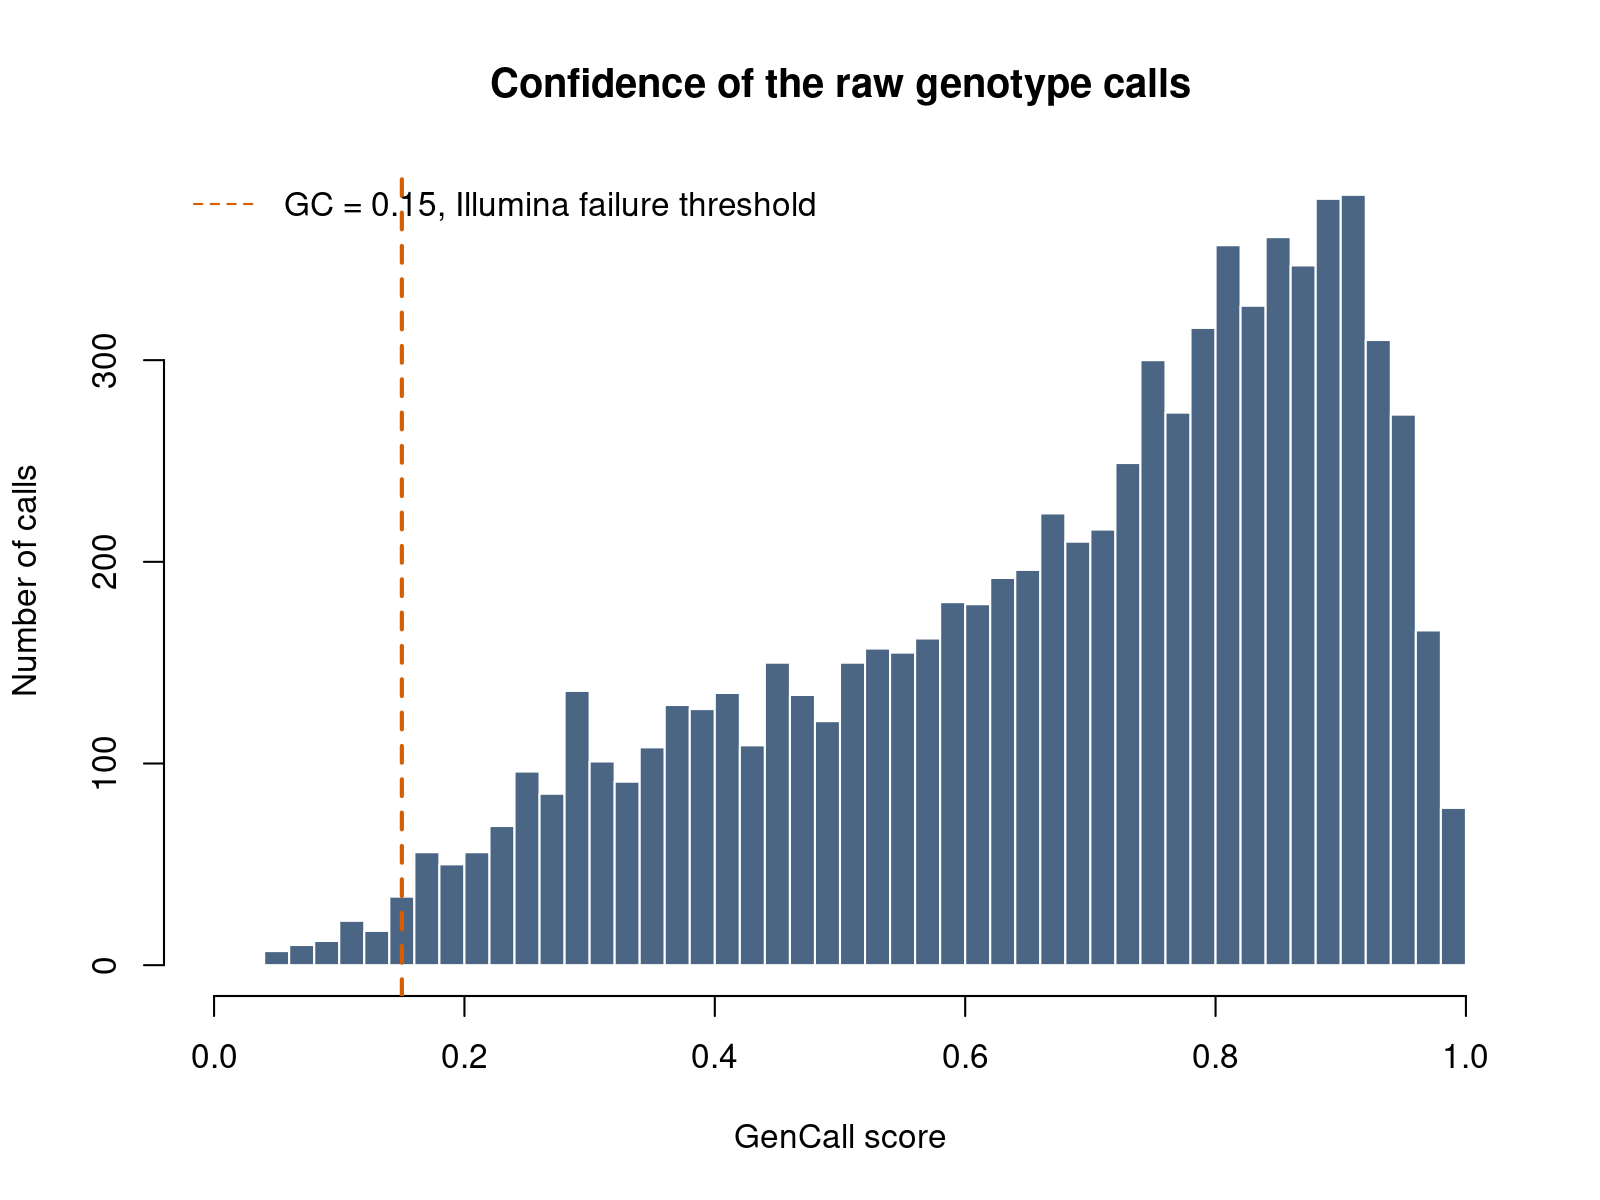 Confidence of the raw genotype calls
GC = 0.15, Illumina failure threshold
Number of calls
300
200
100
0
0.0 0.2 0.4 0.6 0.8 1.0
GenCall score